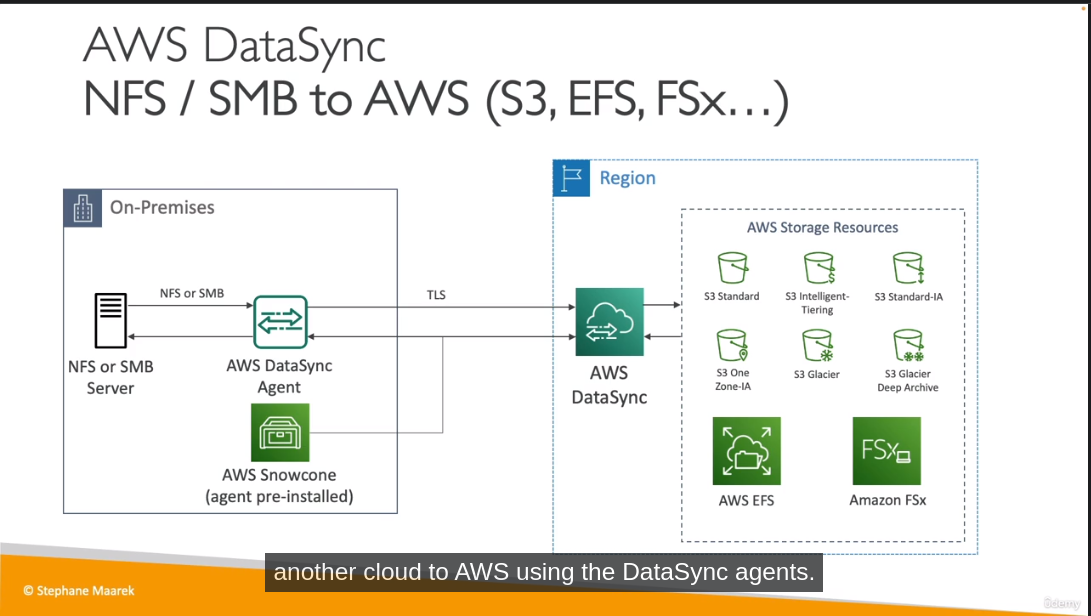 AWS DataSync
NFS / SMB to AWS (S3, EFS, FSx…)
On-Premises
NFS or SMB
NFS or SMB
Server
AWS DataSync
Agent
AWS Snowcone
(agent pre-installed)
TLS
Region
AWS
DataSync
AWS Storage Resources
S3 Standard
S3 Intelligent-
Tiering
S3 Standard-IA
S3 One
Zone-IA
S3 Glacier
S3 Glacier
Deep Archive
FSx
AWS EFS
Amazon FSx
another cloud to AWS using the DataSync agents.
© Stephane Maarek
ûdemy